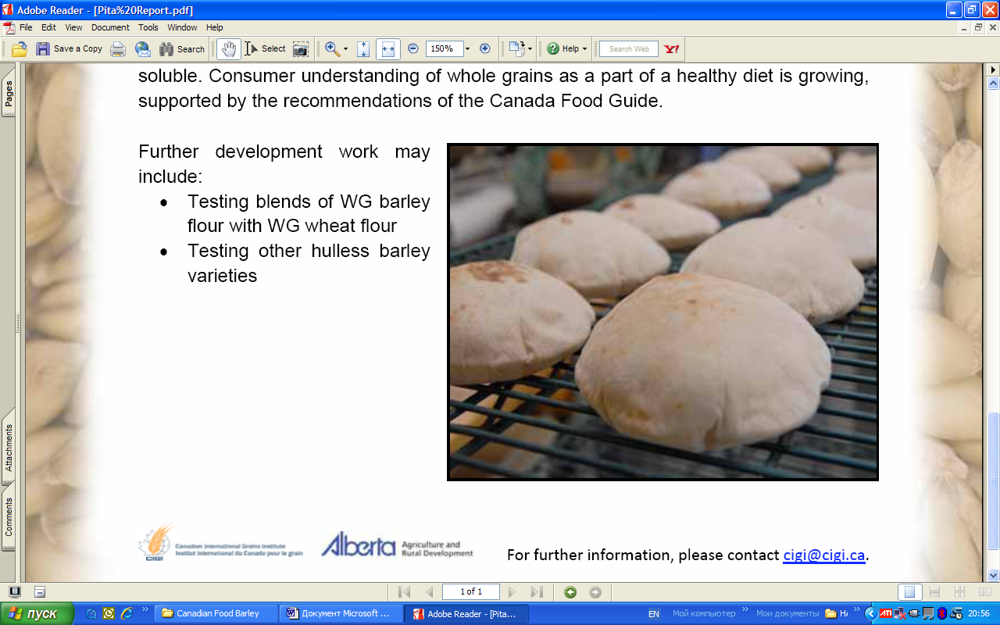 Adobe Reader - [Pita%20Report.pdf]
File Edit View Document Tools Window Help
Save a Copy Search Select 150% Help Search Web Y!
Pages
Attachments
Comments
soluble. Consumer understanding of whole grains as a part of a healthy diet is growing,
supported by the recommendations of the Canada Food Guide.
Further development work may
include:
• Testing blends of WG barley
flour with WG wheat flour
• Testing other hulless barley
varieties
CIGI
Canadian International Grains Institute
Institut international du Canada pour le grain
Alberta Agriculture and
Rural Development
For further information, please contact cigi@cigi.ca.
1 of 1
пуск
Canadian Food Barley
Документ Microsoft ...
Adobe Reader - [Pita...
EN
Мой компьютер »
Мои документы »
ATI
20:56